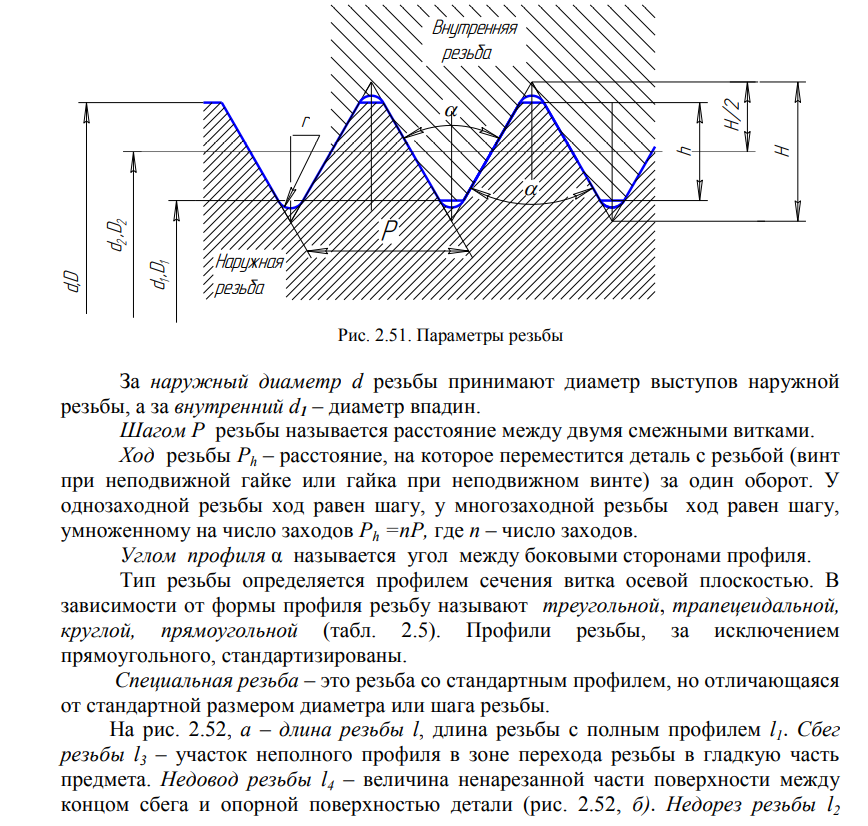 Внутренняя
резьба
r
α
α
H/2
h
H
P
d₂,D₂
d,D
d₁,D₁
Наружная
резьба
Рис. 2.51. Параметры резьбы
За наружный диаметр d резьбы принимают диаметр выступов наружной
резьбы, а за внутренний d₁ – диаметр впадин.
Шагом P резьбы называется расстояние между двумя смежными витками.
Ход резьбы Pₕ – расстояние, на которое переместится деталь с резьбой (винт
при неподвижной гайке или гайка при неподвижном винте) за один оборот. У
однозаходной резьбы ход равен шагу, у многозаходной резьбы ход равен шагу,
умноженному на число заходов Pₕ =nP, где n – число заходов.
Углом профиля α называется угол между боковыми сторонами профиля.
Тип резьбы определяется профилем сечения витка осевой плоскостью. В
зависимости от формы профиля резьбу называют треугольной, трапецеидальной,
круглой, прямоугольной (табл. 2.5). Профили резьбы, за исключением
прямоугольного, стандартизированы.
Специальная резьба – это резьба со стандартным профилем, но отличающаяся
от стандартной размером диаметра или шага резьбы.
На рис. 2.52, а – длина резьбы l, длина резьбы с полным профилем l₁. Сбег
резьбы l₃ – участок неполного профиля в зоне перехода резьбы в гладкую часть
предмета. Недовод резьбы l₄ – величина ненарезанной части поверхности между
концом сбега и опорной поверхностью детали (рис. 2.52, б). Недорез резьбы l₂